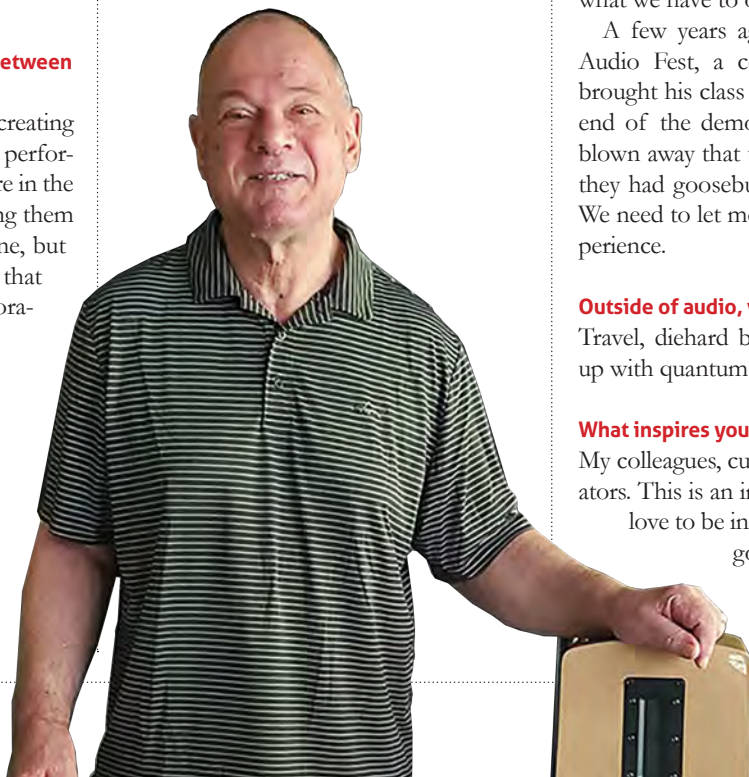 etween
creating
perfor-
re in the
ng them
ne, but
that
ora-
what we have to o
A few years ag
Audio Fest, a c
brought his class
end of the demo
blown away that
they had goosebu
We need to let mo
perience.
Outside of audio,
Travel, diehard b
up with quantum
What inspires you
My colleagues, cu
ators. This is an i
love to be in
go